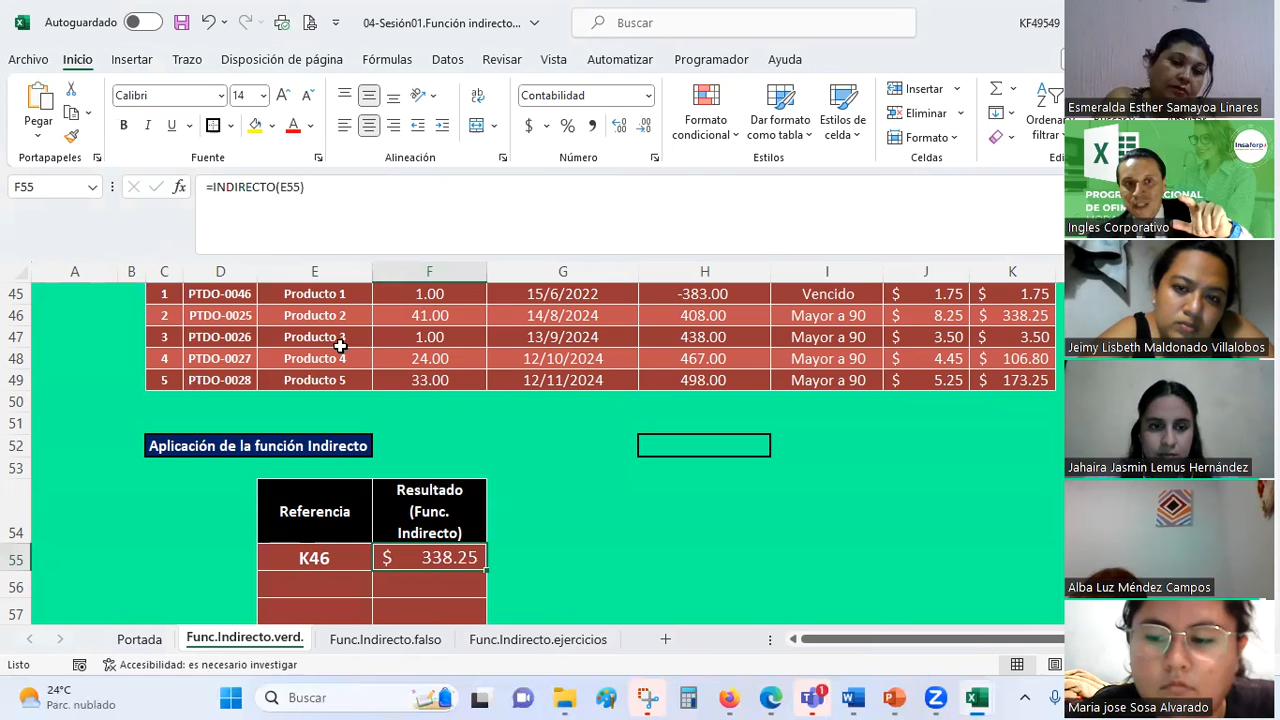 Autoguardado
04-Sesión01.Función indirecto...
Buscar
KF49549
Archivo Inicio Insertar Trazo Disposición de página Fórmulas Datos Revisar Vista Automatizar Programador Ayuda
Pegar
Portapapeles
Calibri 14
N K S
Fuente
Alineación
Contabilidad
$ % 000
Número
Formato condicional
Dar formato como tabla
Estilos de celda
Estilos
Insertar
Eliminar
Formato
Celdas
Ordenar
filtrar
F55
=INDIRECTO(E55)
A B C D E F G H I J K
45 1 PTDO-0046 Producto 1 1.00 15/6/2022 -383.00 Vencido $ 1.75 $ 1.75
46 2 PTDO-0025 Producto 2 41.00 14/8/2024 408.00 Mayor a 90 $ 8.25 $ 338.25
47 3 PTDO-0026 Producto 3 1.00 13/9/2024 438.00 Mayor a 90 $ 3.50 $ 3.50
48 4 PTDO-0027 Producto 4 24.00 12/10/2024 467.00 Mayor a 90 $ 4.45 $ 106.80
49 5 PTDO-0028 Producto 5 33.00 12/11/2024 498.00 Mayor a 90 $ 5.25 $ 173.25
50
51
52 Aplicación de la función Indirecto
53
54 Referencia Resultado (Func. Indirecto)
55 K46 $ 338.25
56
57
Portada Func.Indirecto.verd. Func.Indirecto.falso Func.Indirecto.ejercicios
Listo
Accesibilidad: es necesario investigar
24°C
Parc. nublado
Buscar
1
Esmeralda Esther Samayoa Linares
Insaforp
Ingles Corporativo
Jeimy Lisbeth Maldonado Villalobos
Jahaira Jasmin Lemus Hernández
Alba Luz Méndez Campos
Maria jose Sosa Alvarado